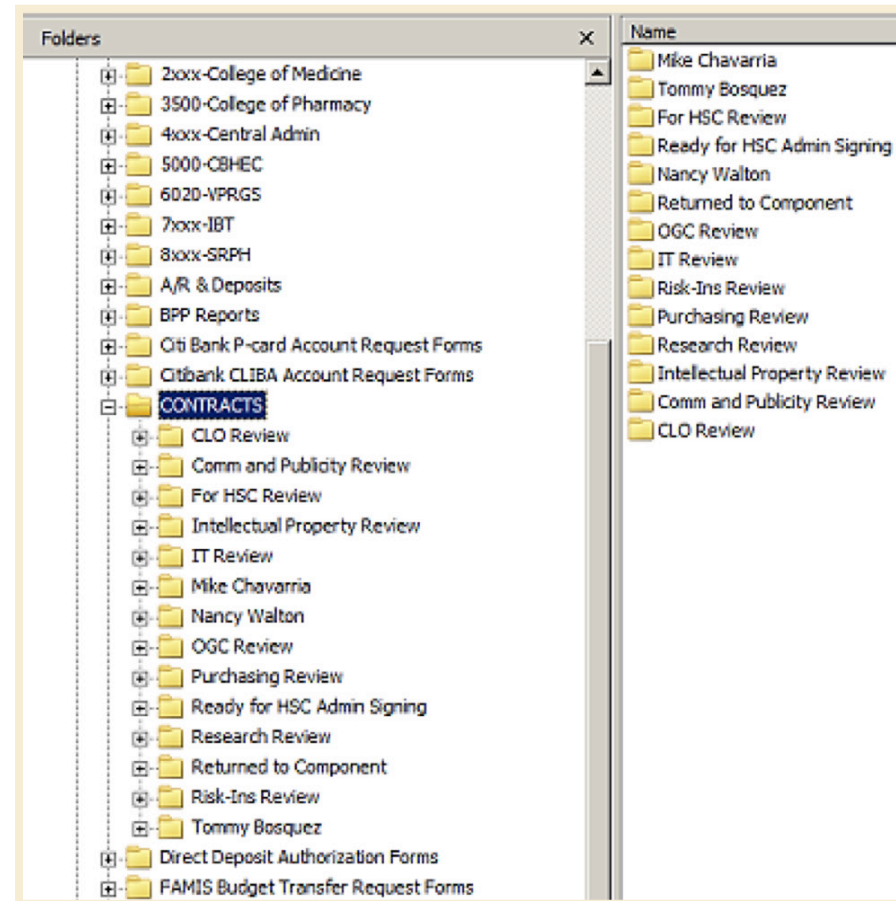 Folders
2xxx-College of Medicine
3500-College of Pharmacy
4xxx-Central Admin
5000-CBHEC
6020-VPRGS
7xxx-IBT
8xxx-SRPH
A/R & Deposits
BPP Reports
Citi Bank P-card Account Request Forms
Citibank CLIBA Account Request Forms
CONTRACTS
CLO Review
Comm and Publicity Review
For HSC Review
Intellectual Property Review
IT Review
Mike Chavarria
Nancy Walton
OGC Review
Purchasing Review
Ready for HSC Admin Signing
Research Review
Returned to Component
Risk-Ins Review
Tommy Bosquez
Direct Deposit Authorization Forms
FAMIS Budget Transfer Request Forms
Name
Mike Chavarria
Tommy Bosquez
For HSC Review
Ready for HSC Admin Signing
Nancy Walton
Returned to Component
OGC Review
IT Review
Risk-Ins Review
Purchasing Review
Research Review
Intellectual Property Review
Comm and Publicity Review
CLO Review